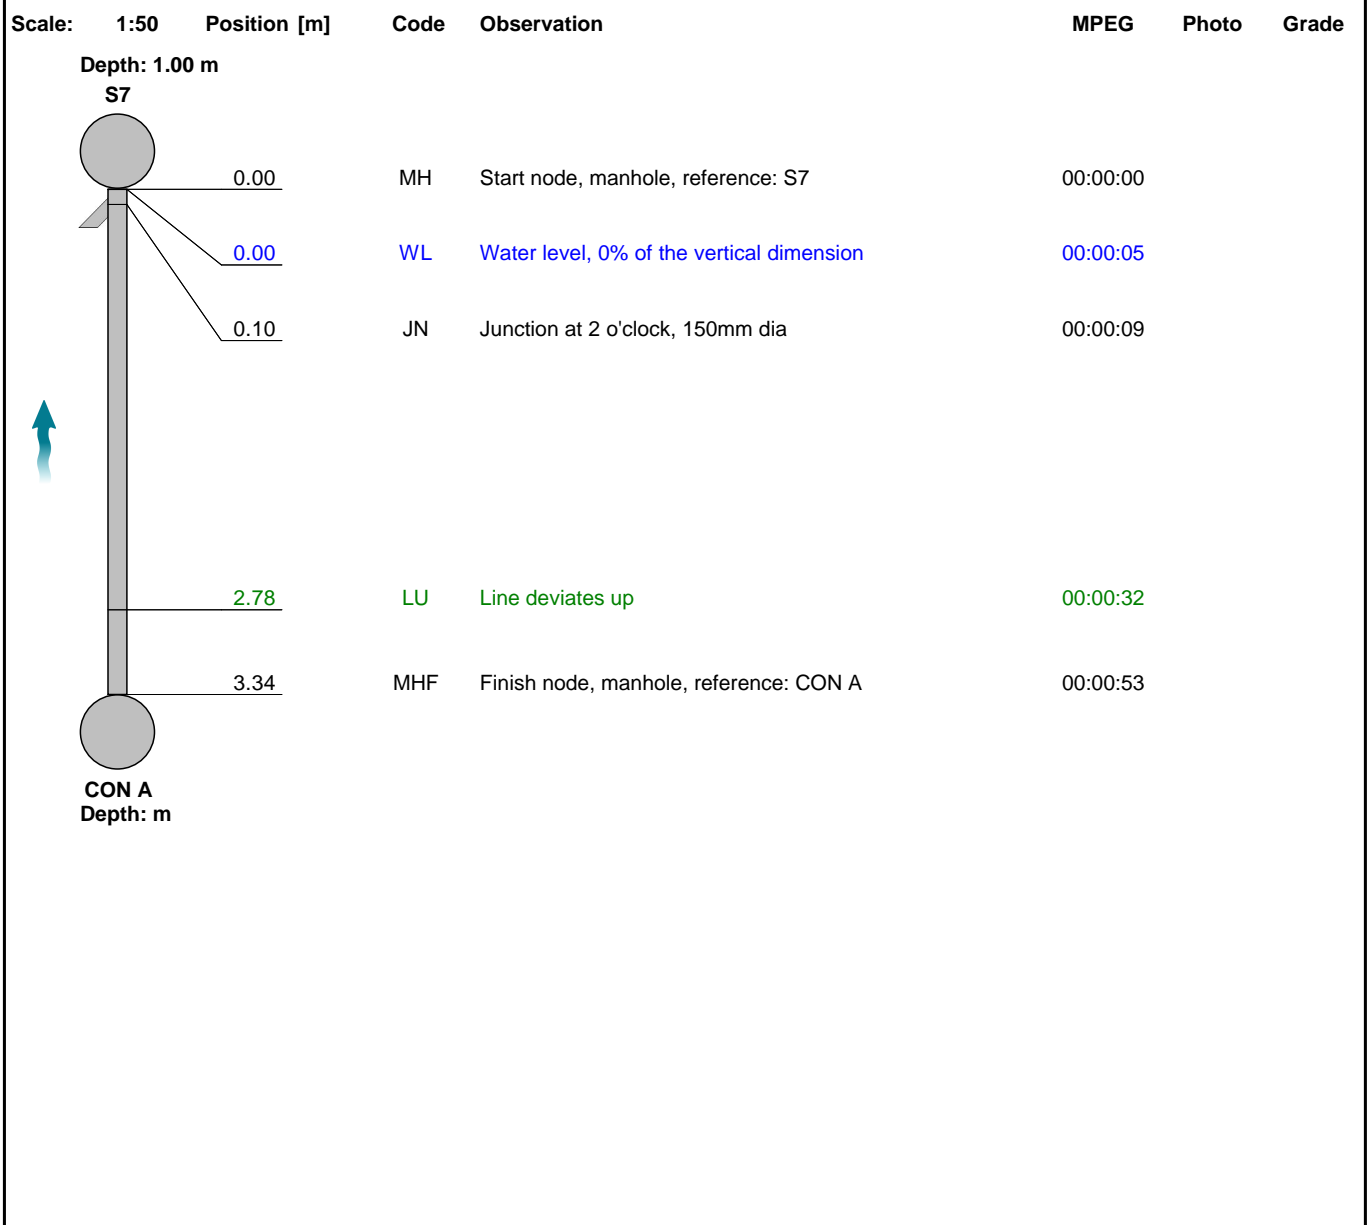 Scale: 1:50 Position [m] Code Observation MPEG Photo Grade
Depth: 1.00 m
S7
0.00 MH Start node, manhole, reference: S7 00:00:00
0.00 WL Water level, 0% of the vertical dimension 00:00:05
0.10 JN Junction at 2 o'clock, 150mm dia 00:00:09
2.78 LU Line deviates up 00:00:32
3.34 MHF Finish node, manhole, reference: CON A 00:00:53
CON A
Depth: m